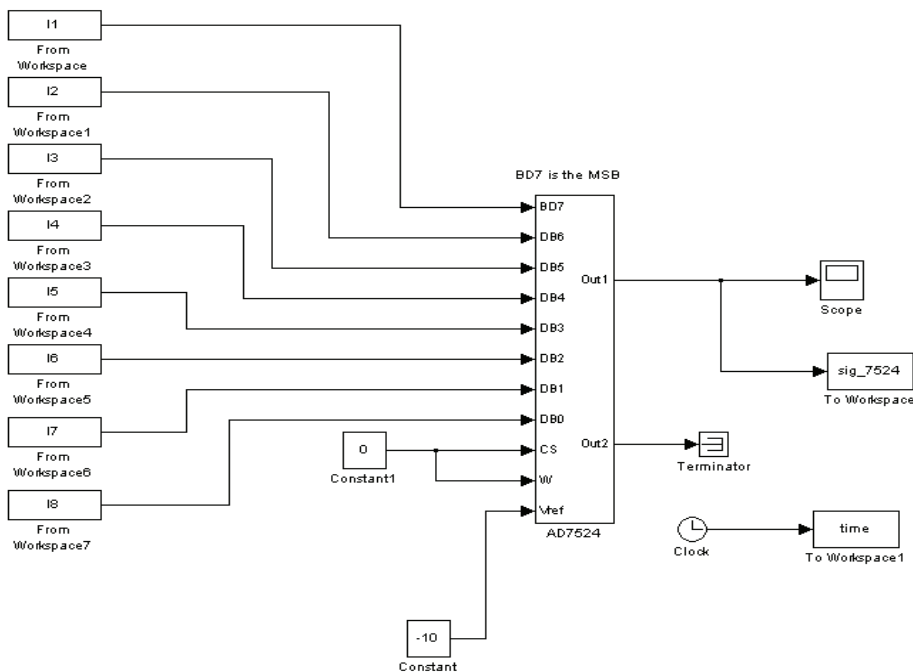 I1
From
Workspace
I2
From
Workspace1
I3
From
Workspace2
I4
From
Workspace3
I5
From
Workspace4
I6
From
Workspace5
I7
From
Workspace6
I8
From
Workspace7
0
Constant1
-10
Constant
BD7 is the MSB
BD7
DB6
DB5
DB4
DB3
DB2
DB1
DB0
CS
W
Vref
Out1
Out2
AD7524
Scope
sig_7524
To Workspace
Terminator
Clock
time
To Workspace1